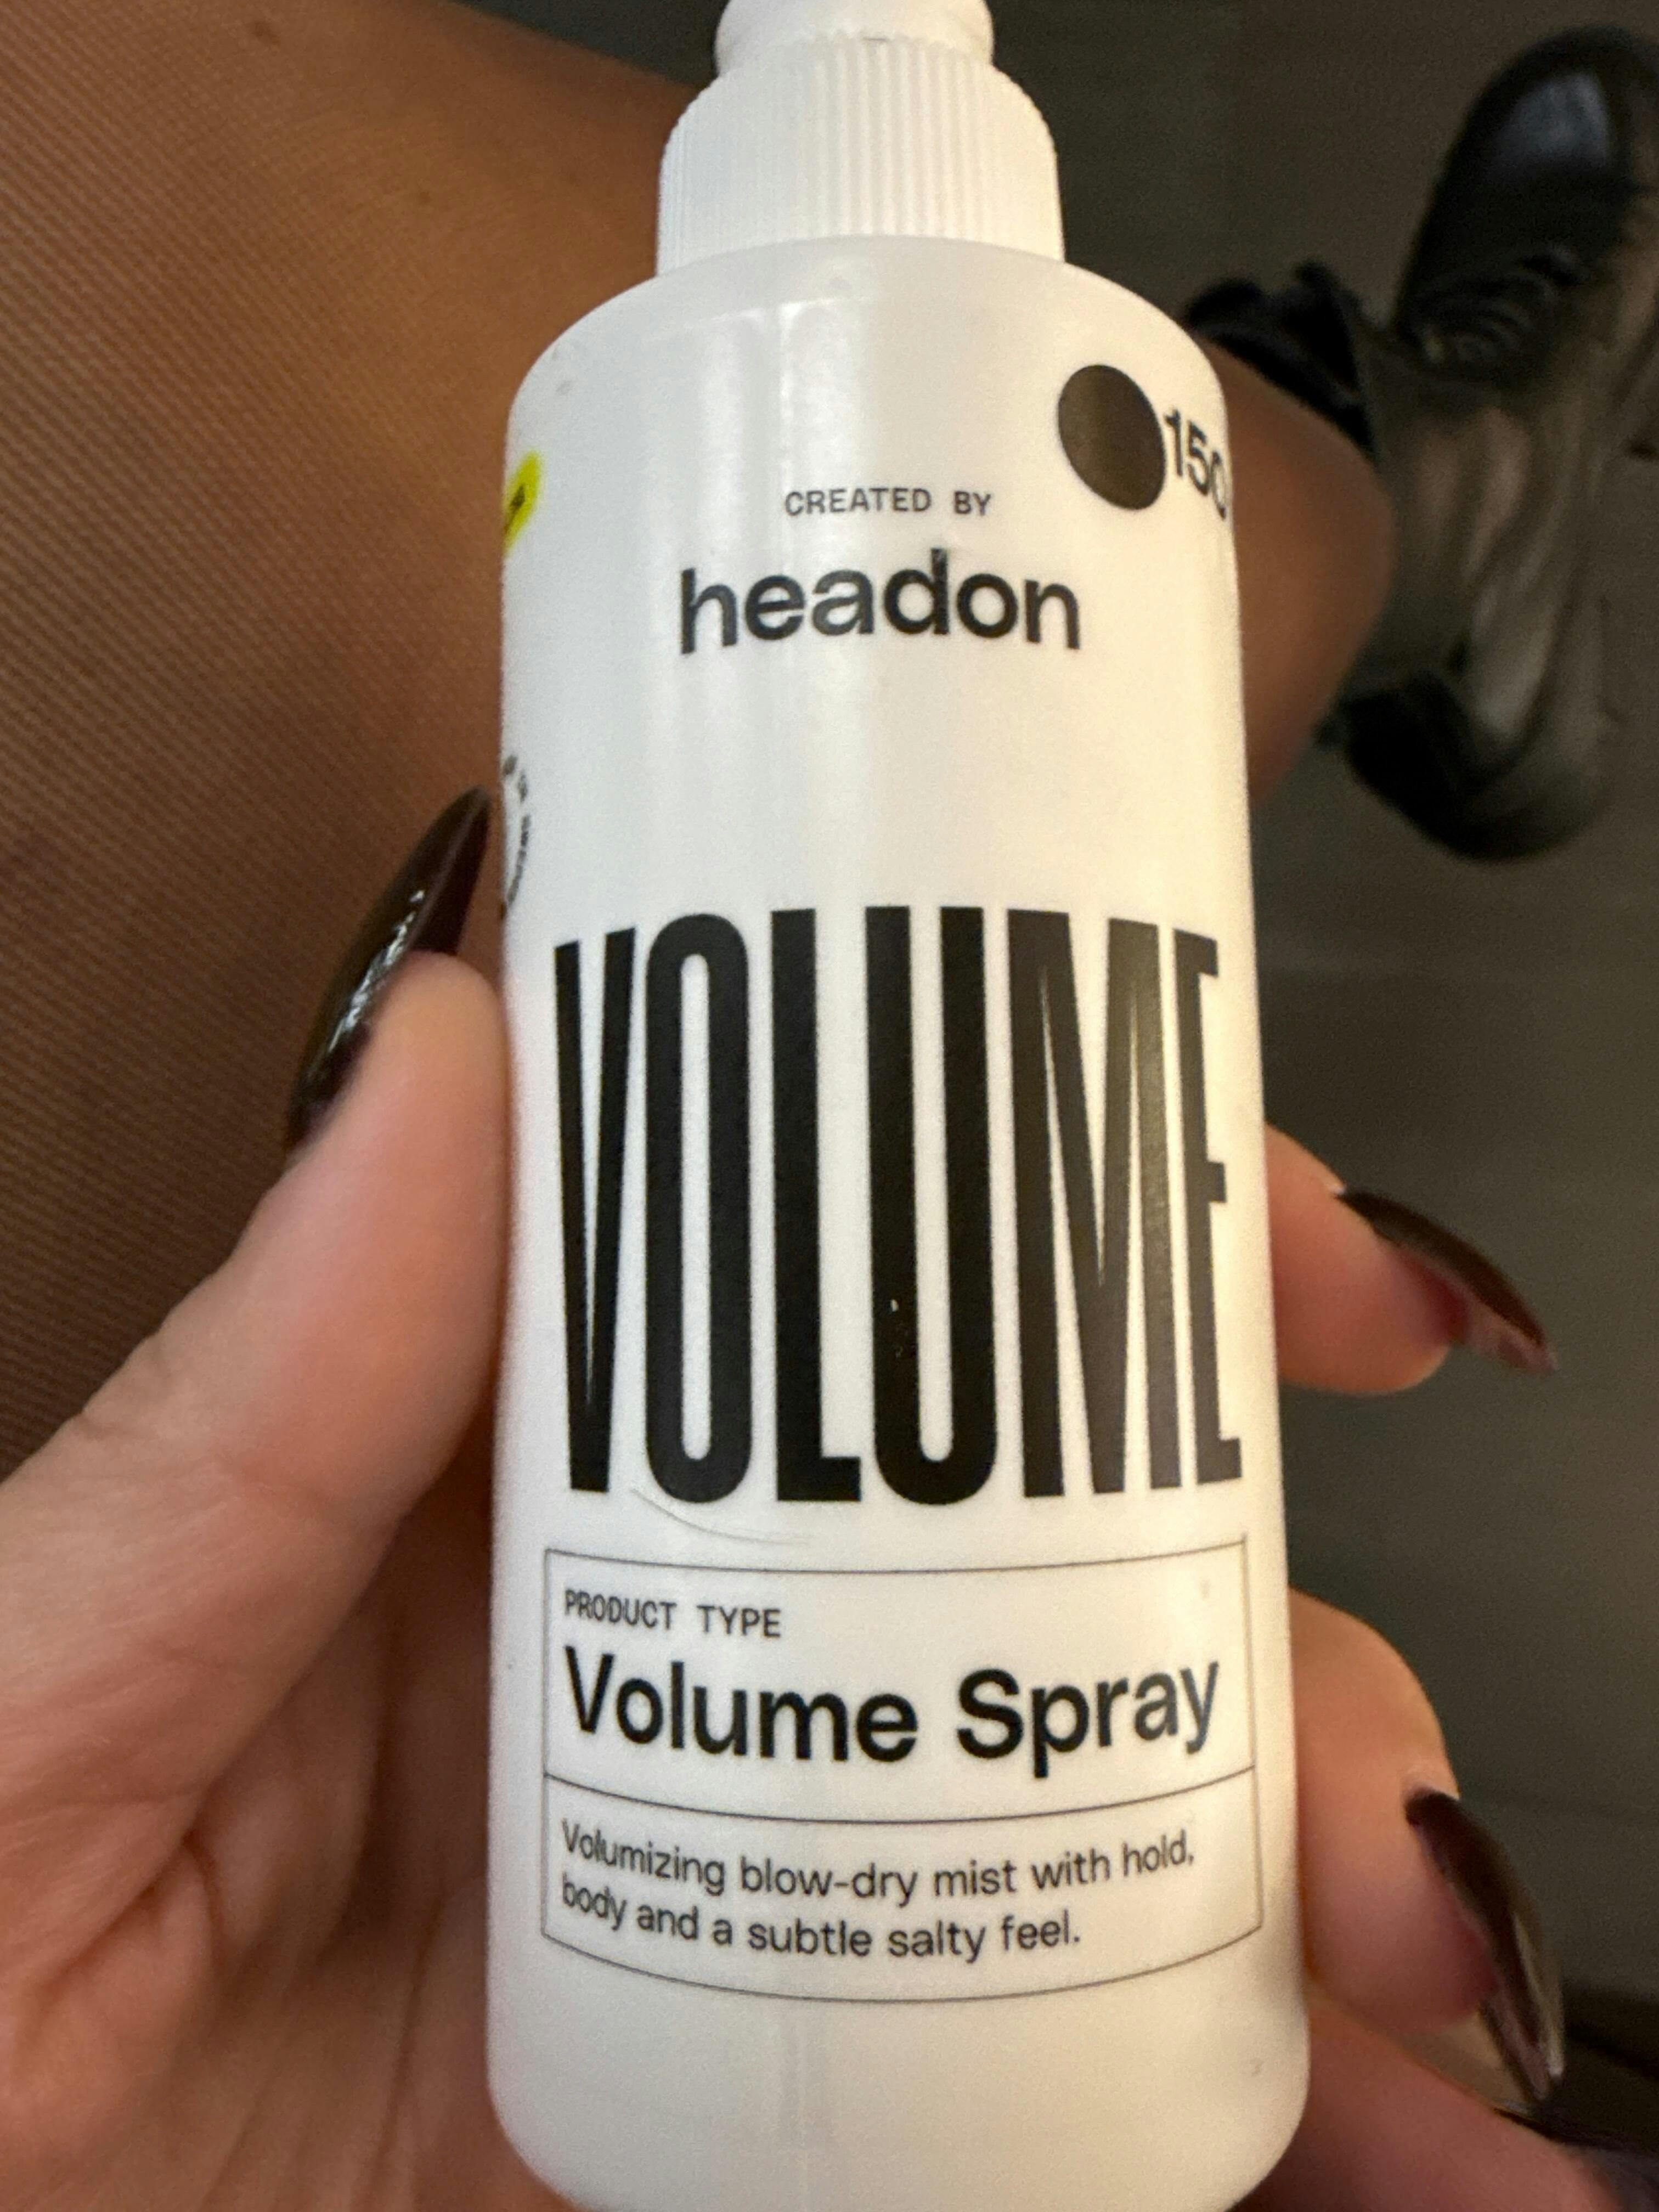 150
CREATED BY
headon
VOLUME
PRODUCT TYPE
Volume Spray
Volumizing blow-dry mist with hold,
body and a subtle salty feel.